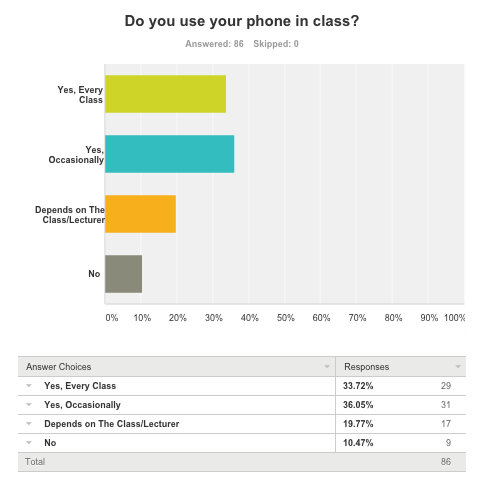 Do you use your phone in class?
Answered: 86 Skipped: 0
Yes, Every
Class
Yes,
Occasionally
Depends on The
Class/Lecturer
No
0% 10% 20% 30% 40% 50% 60% 70% 80% 90% 100%
Answer Choices Responses
Yes, Every Class 33.72% 29
Yes, Occasionally 36.05% 31
Depends on The Class/Lecturer 19.77% 17
No 10.47% 9
Total 86